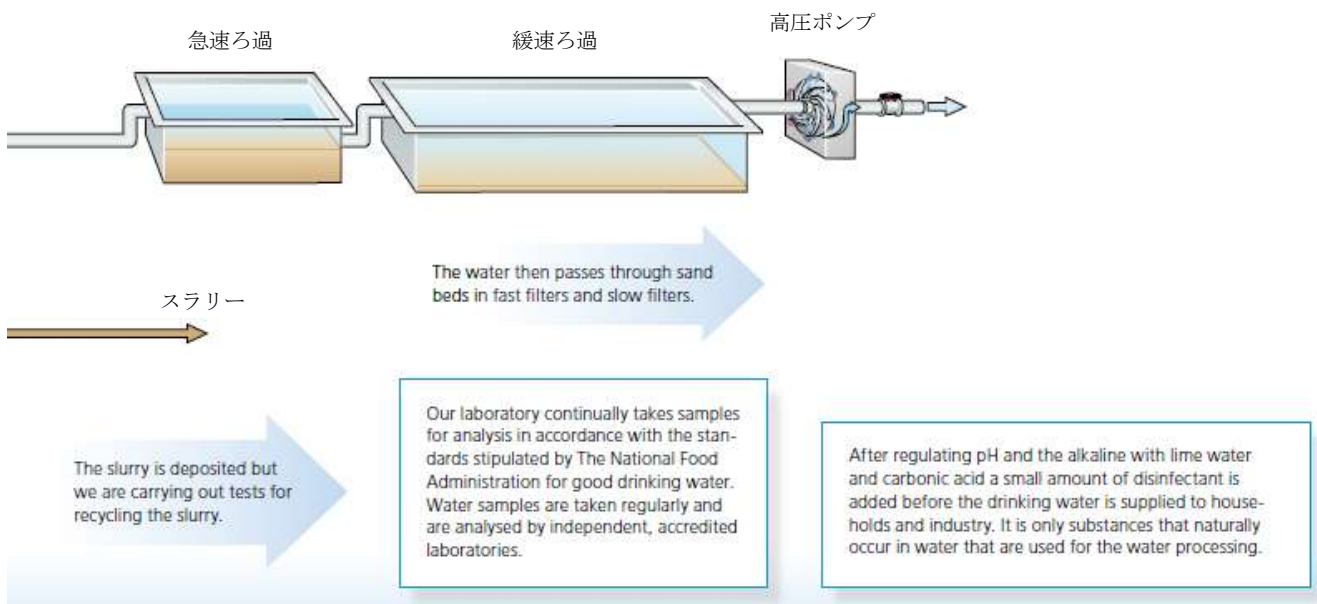 急速ろ過
緩速ろ過
高圧ポンプ
The water then passes through sand
beds in fast filters and slow filters.
スラリー
The slurry is deposited but
we are carrying out tests for
recycling the slurry.
Our laboratory continually takes samples
for analysis in accordance with the stan-
dards stipulated by The National Food
Administration for good drinking water.
Water samples are taken regularly and
are analysed by independent, accredited
laboratories.
After regulating pH and the alkaline with lime water
and carbonic acid a small amount of disinfectant is
added before the drinking water is supplied to house-
holds and industry. It is only substances that naturally
occur in water that are used for the water processing.